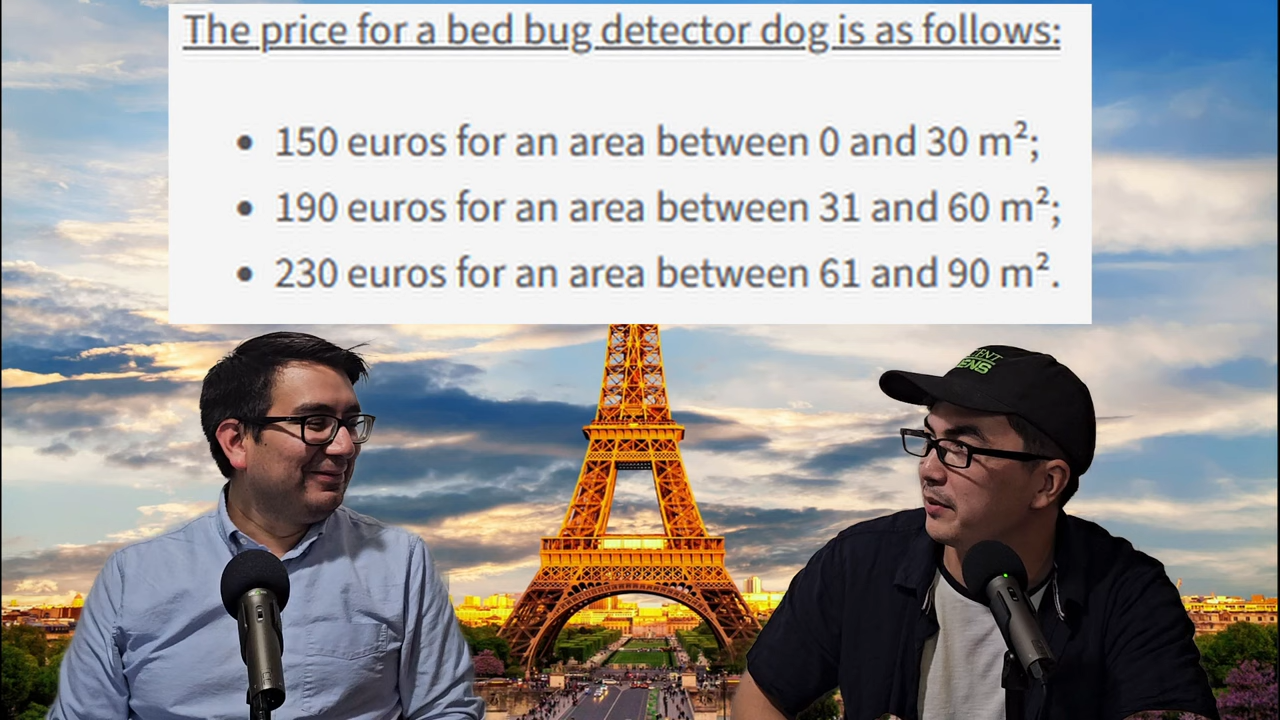 The price for a bed bug detector dog is as follows:
• 150 euros for an area between 0 and 30 m²;
• 190 euros for an area between 31 and 60 m²;
• 230 euros for an area between 61 and 90 m².